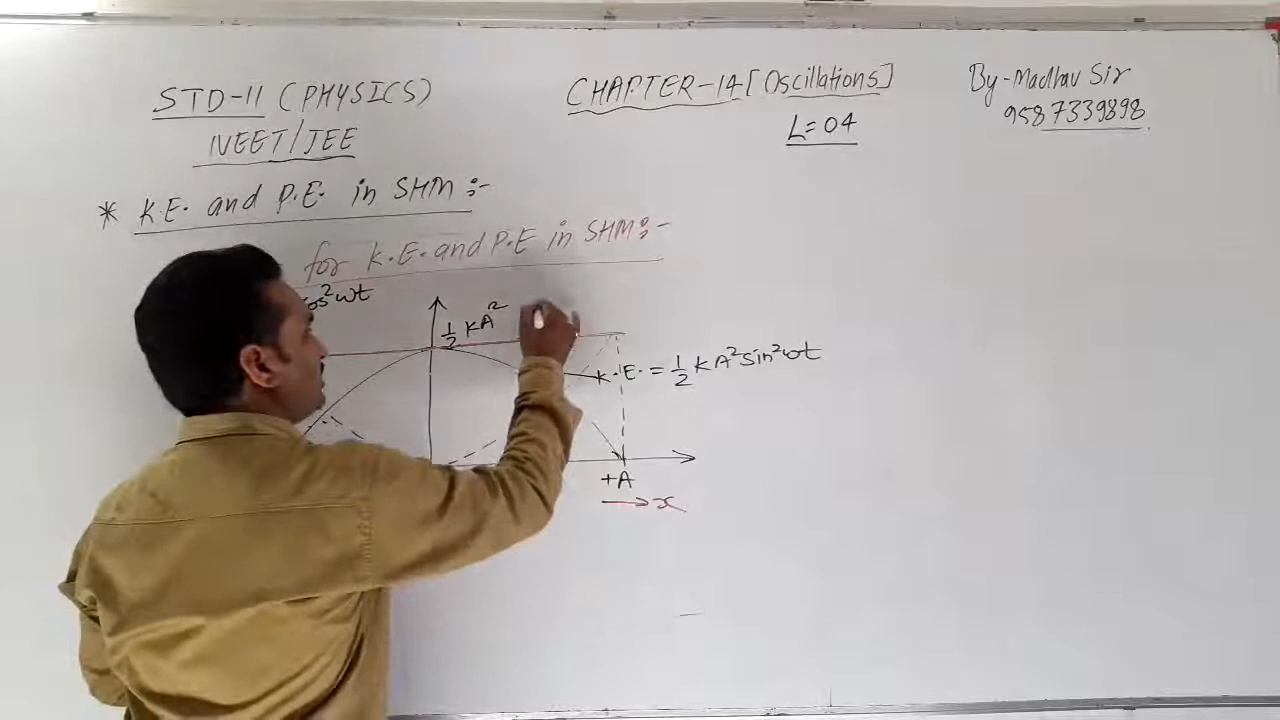 STD-11 (PHYSICS)
NEET/JEE
CHAPTER-14 [Oscillations]
L=04
By-Madhav Sir
9587339898
* K.E. and P.E. in SHM :-
for K.E. and P.E in SHM:-
cos²ωt
½ KA²
K.E. = ½ KA² sin²ωt
+A
→ x